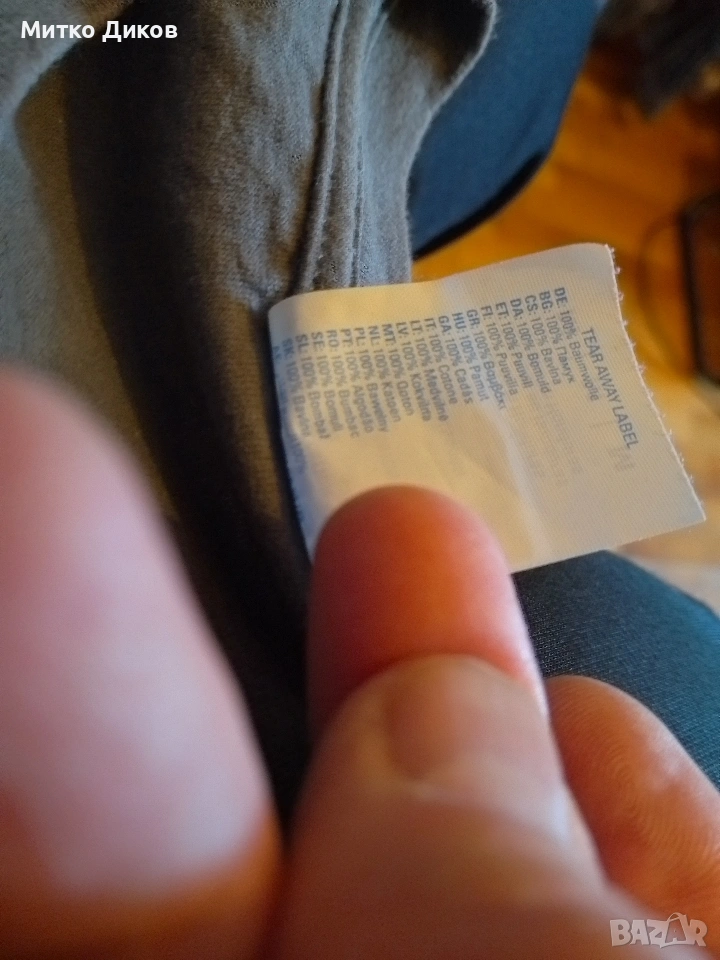 Митко Диков
TEAR AWAY LABEL
DE: 100% Baumwolle
BG: 100% Памук
CS: 100% Bavlna
DA: 100% Bomuld
ET: 100% Puuvill
FI: 100% Puuvilla
GR: 100% Βαμβάκι
HU: 100% Pamut
GA: 100% Cadás
IT: 100% Cotone
LT: 100% Medvilnė
LV: 100% Kokvilna
MT: 100% Qoton
NL: 100% Katoen
PL: 100% Bawełny
PT: 100% Algodão
RO: 100% Bumbac
SE: 100% Bomull
SL: 100% Bombaž
SK: 100% Bavlna
BAZAR